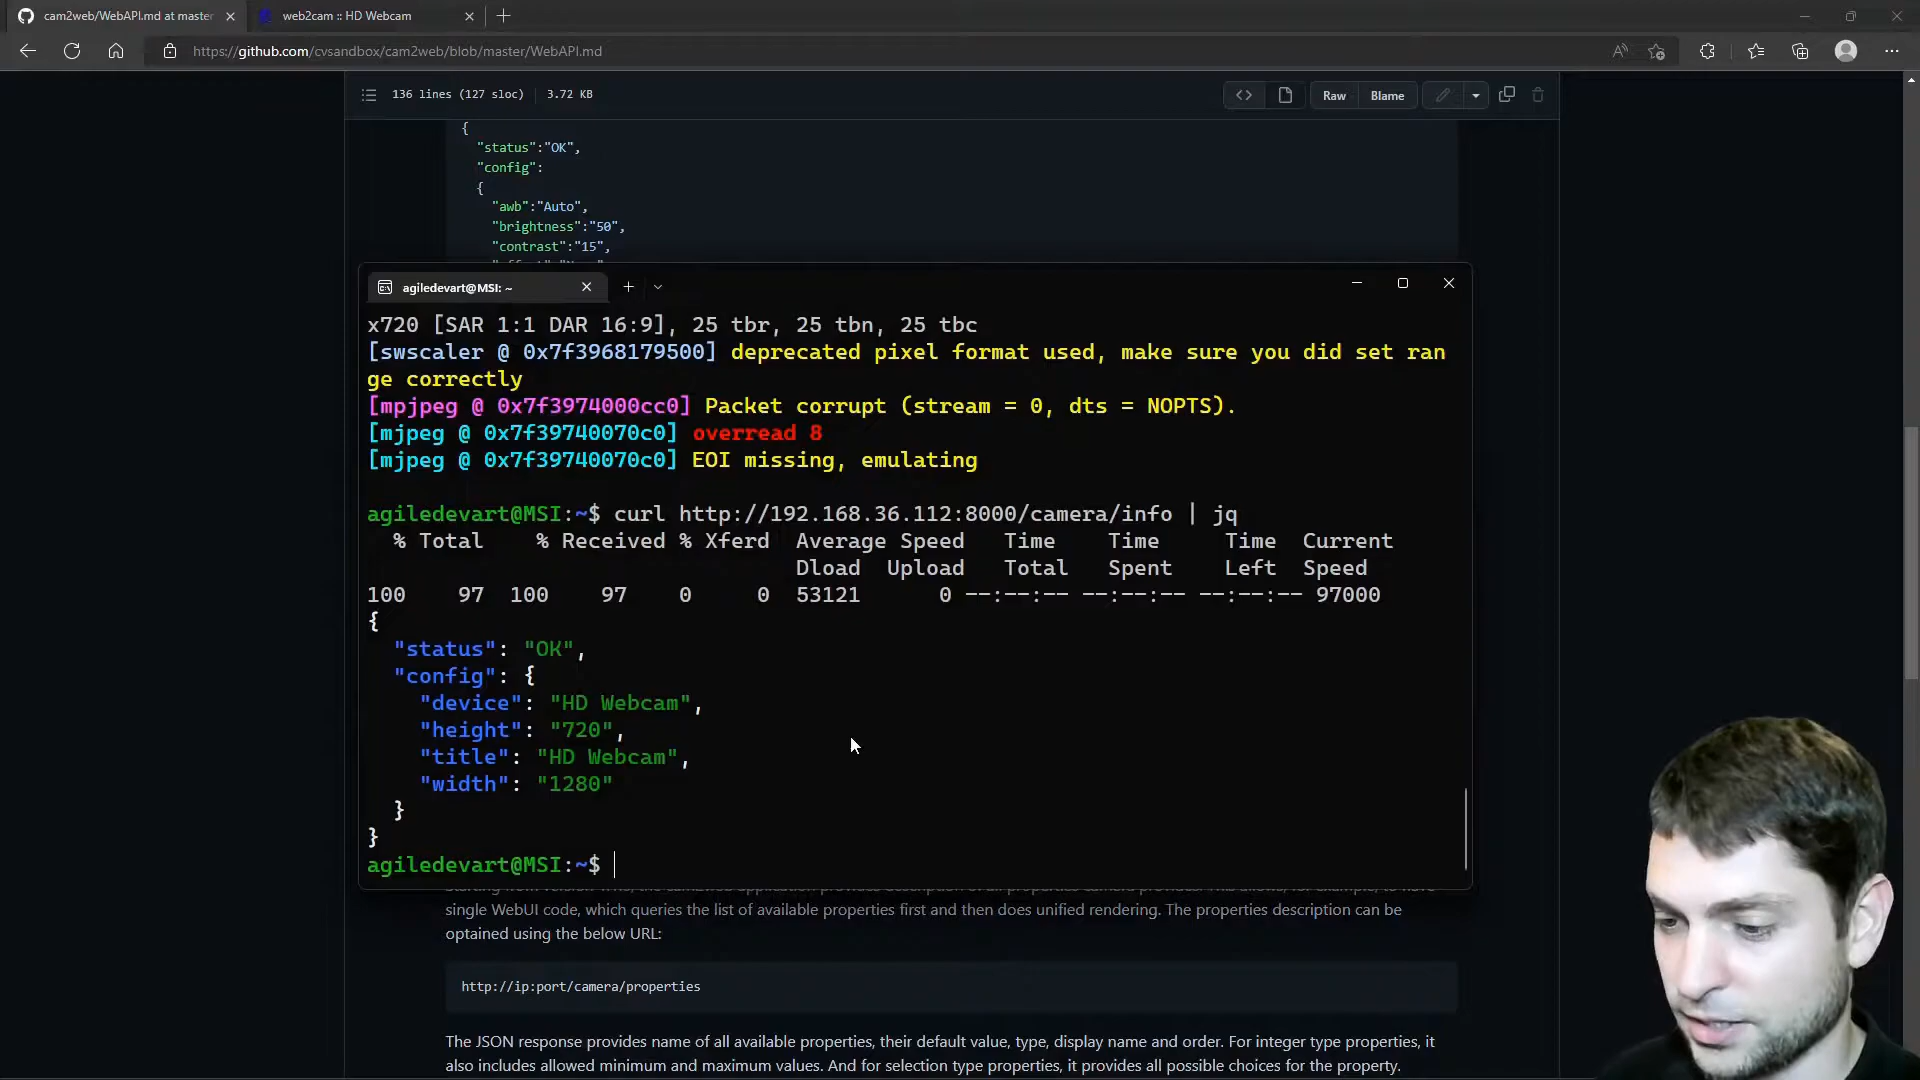 cam2web/WebAPI.md at master
web2cam :: HD Webcam
https://github.com/cvsandbox/cam2web/blob/master/WebAPI.md
136 lines (127 sloc) 3.72 KB
Raw
Blame
{
"status":"OK",
"config":
{
"awb":"Auto",
"brightness":"50",
"contrast":"15",
agiledevart@MSI: ~
x720 [SAR 1:1 DAR 16:9], 25 tbr, 25 tbn, 25 tbc
[swscaler @ 0x7f3968179500] deprecated pixel format used, make sure you did set ran
ge correctly
[mpjpeg @ 0x7f3974000cc0] Packet corrupt (stream = 0, dts = NOPTS).
[mjpeg @ 0x7f39740070c0] overread 8
[mjpeg @ 0x7f39740070c0] EOI missing, emulating
agiledevart@MSI:~$ curl http://192.168.36.112:8000/camera/info | jq
% Total % Received % Xferd Average Speed Time Time Time Current
Dload Upload Total Spent Left Speed
100 97 100 97 0 0 53121 0 --:--:-- --:--:-- --:--:-- 97000
{
"status": "OK",
"config": {
"device": "HD Webcam",
"height": "720",
"title": "HD Webcam",
"width": "1280"
}
}
agiledevart@MSI:~$
single WebUI code, which queries the list of available properties first and then does unified rendering. The properties description can be
optained using the below URL:
http://ip:port/camera/properties
The JSON response provides name of all available properties, their default value, type, display name and order. For integer type properties, it
also includes allowed minimum and maximum values. And for selection type properties, it provides all possible choices for the property.